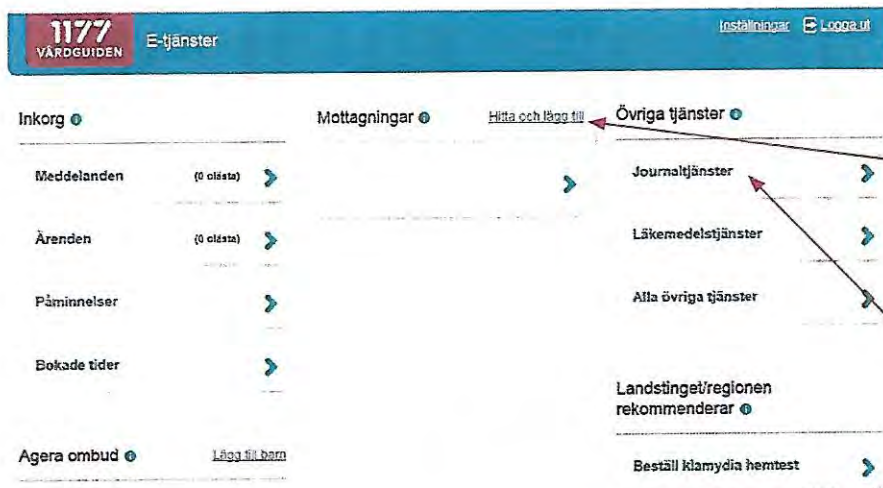 1177
VÅRDGUIDEN
E-tjänster
Inställningar
Logga ut
Inkorg
Meddelanden (0 olästa)
Ärenden (0 olästa)
Påminnelser
Bokade tider
Agera ombud Lägg till barn
Mottagningar Hitta och lägg till
Övriga tjänster
Journaltjänster
Läkemedelstjänster
Alla övriga tjänster
Landstinget/regionen
rekommenderar
Beställ klamydia hemtest